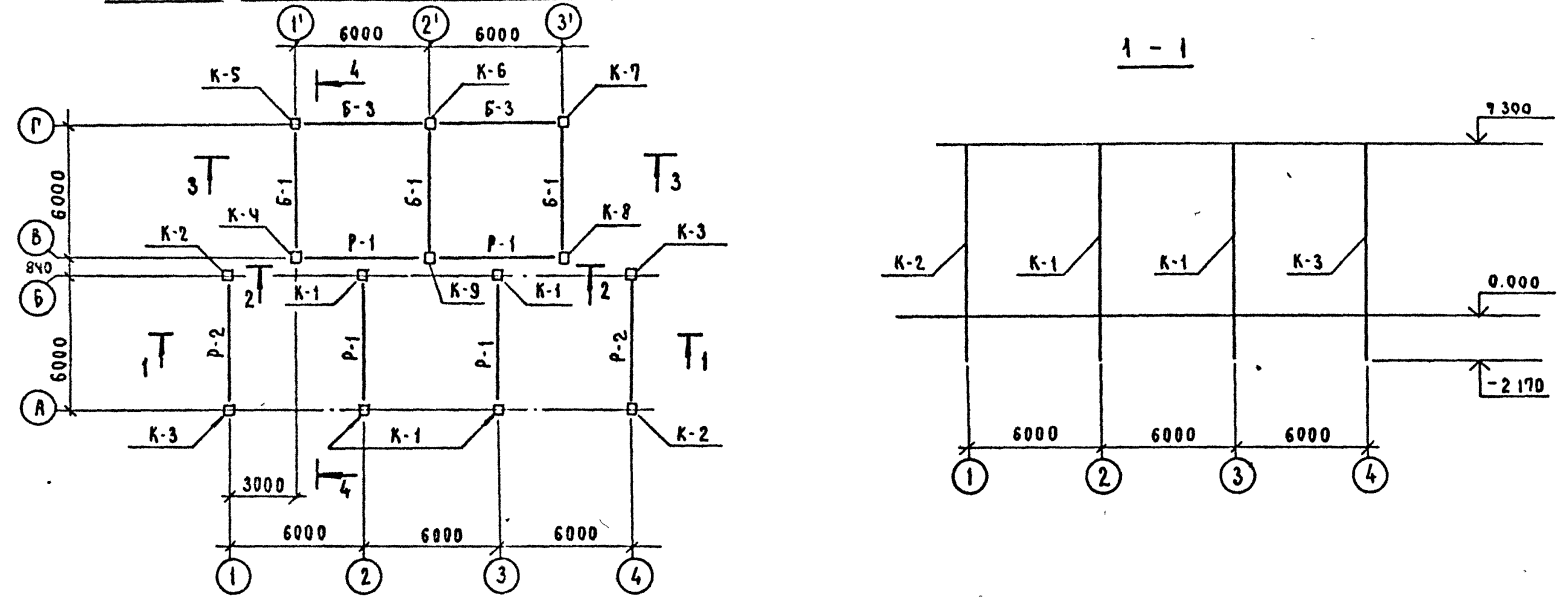 1' 2' 3'
6000 6000
4
К-5 К-6 К-7
Б-3 Б-3
Г
3 3
6000
Б-1 Б-1 Б-1
К-4 К-8
В
К-2 Р-1 Р-1 К-3
840
Б
2 К-1 К-9 К-1 2
Р-2 Р-1 Р-1 Р-2
6000
1 1
А
К-3 К-1 К-2
3000 4
6000 6000 6000
1 2 3 4
1 - 1
9.300
К-2 К-1 К-1 К-3
0.000
-2.170
6000 6000 6000
1 2 3 4